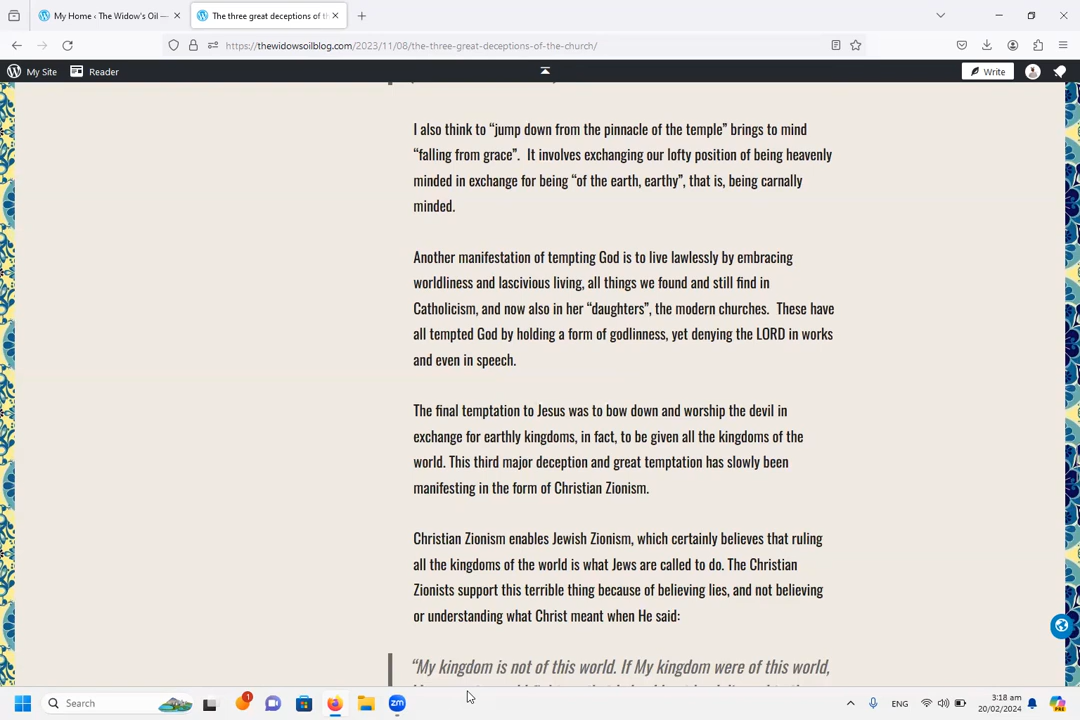 My Home ‹ The Widow's Oil —
The three great deceptions of t
https://thewidowsoilblog.com/2023/11/08/the-three-great-deceptions-of-the-church/
My Site
Reader
Write
I also think to “jump down from the pinnacle of the temple” brings to mind
“falling from grace”.  It involves exchanging our lofty position of being heavenly
minded in exchange for being “of the earth, earthy”, that is, being carnally
minded.
Another manifestation of tempting God is to live lawlessly by embracing
worldliness and lascivious living, all things we found and still find in
Catholicism, and now also in her “daughters”, the modern churches.  These have
all tempted God by holding a form of godlinness, yet denying the LORD in works
and even in speech.
The final temptation to Jesus was to bow down and worship the devil in
exchange for earthly kingdoms, in fact, to be given all the kingdoms of the
world. This third major deception and great temptation has slowly been
manifesting in the form of Christian Zionism.
Christian Zionism enables Jewish Zionism, which certainly believes that ruling
all the kingdoms of the world is what Jews are called to do. The Christian
Zionists support this terrible thing because of believing lies, and not believing
or understanding what Christ meant when He said:
“My kingdom is not of this world. If My kingdom were of this world,
Search
1
zm
ENG
3:18 am
20/02/2024
PRE